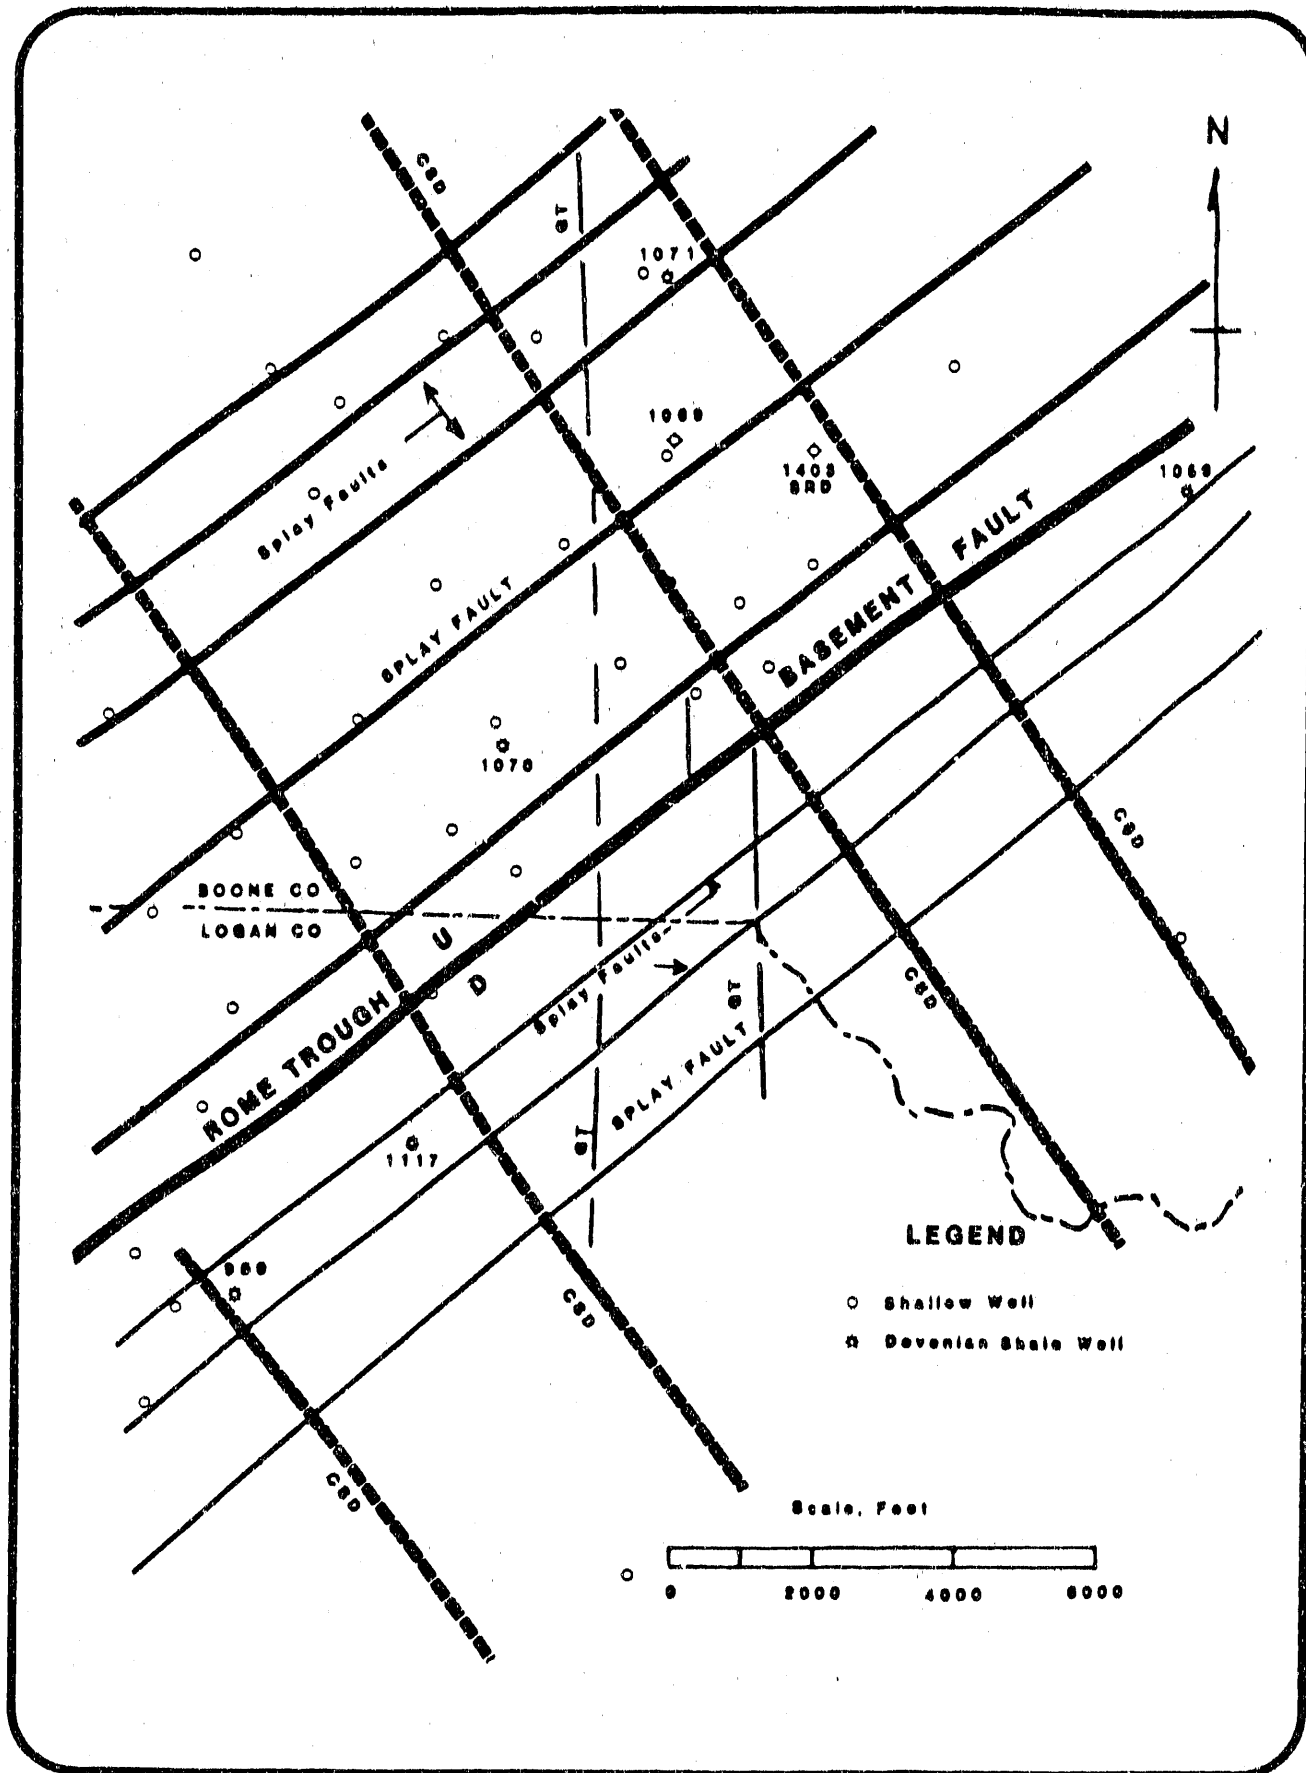 N
CSD
GT
1071
1069
1403
BRD
1069
Splay Faults
SPLAY FAULT
BASEMENT FAULT
1070
CSD
BOONE CO
LOGAN CO
U
D
Splay Faults
GT
CSD
ROME TROUGH
SPLAY FAULT
GT
1117
LEGEND
Shallow Well
Devonian Shale Well
CSD
CSD
Scale, Feet
0 2000 4000 6000